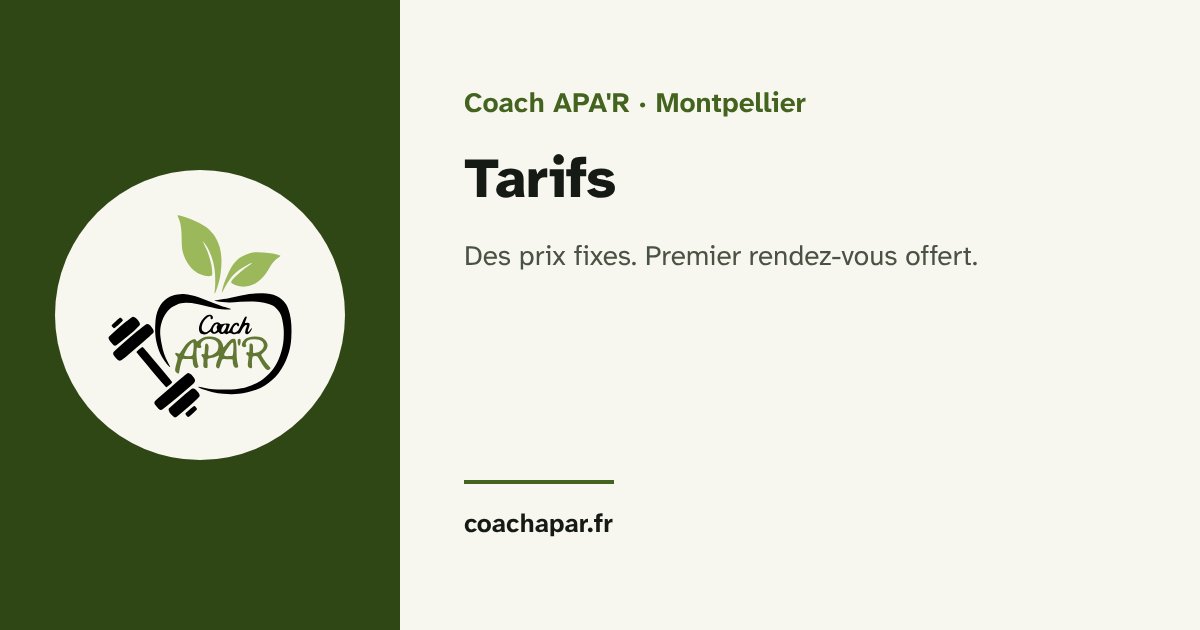 Coach
APA'R
Coach APA'R · Montpellier
Tarifs
Des prix fixes. Premier rendez-vous offert.
coachapar.fr